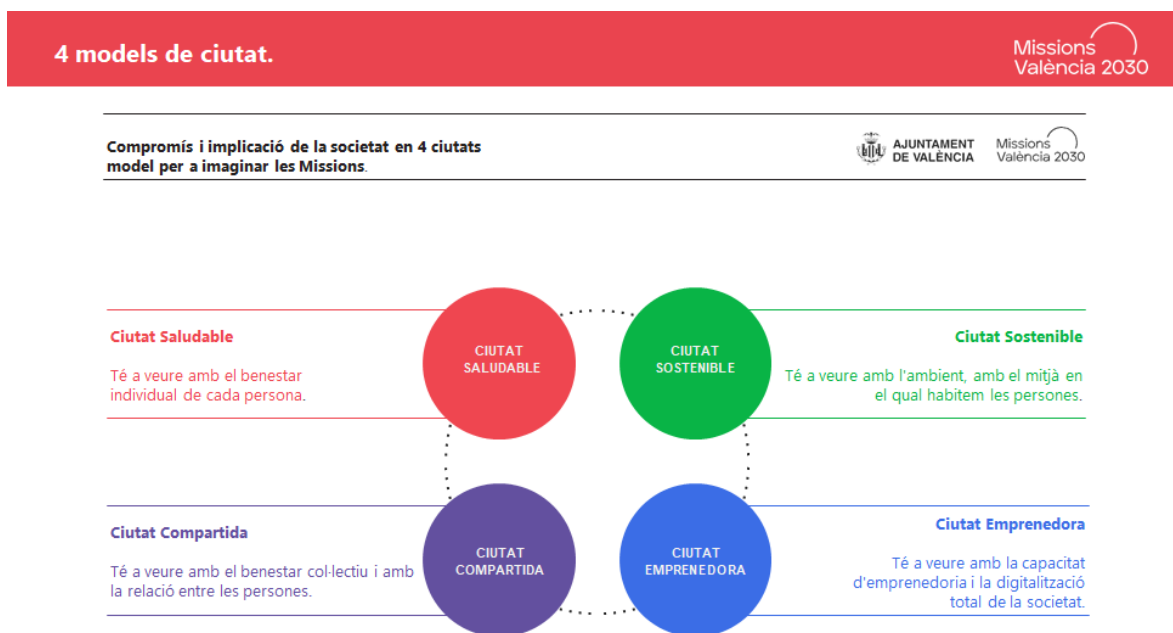 4 models de ciutat.
Missions
València 2030
Compromís i implicació de la societat en 4 ciutats
model per a imaginar les Missions.
AJUNTAMENT
DE VALÈNCIA
Missions
València 2030
Ciutat Saludable
Té a veure amb el benestar
individual de cada persona.
CIUTAT
SALUDABLE
CIUTAT
SOSTENIBLE
Ciutat Sostenible
Té a veure amb l'ambient, amb el mitjà en
el qual habitem les persones.
Ciutat Compartida
Té a veure amb el benestar col·lectiu i amb
la relació entre les persones.
CIUTAT
COMPARTIDA
CIUTAT
EMPRENEDORA
Ciutat Emprenedora
Té a veure amb la capacitat
d'emprenedoria i la digitalització
total de la societat.